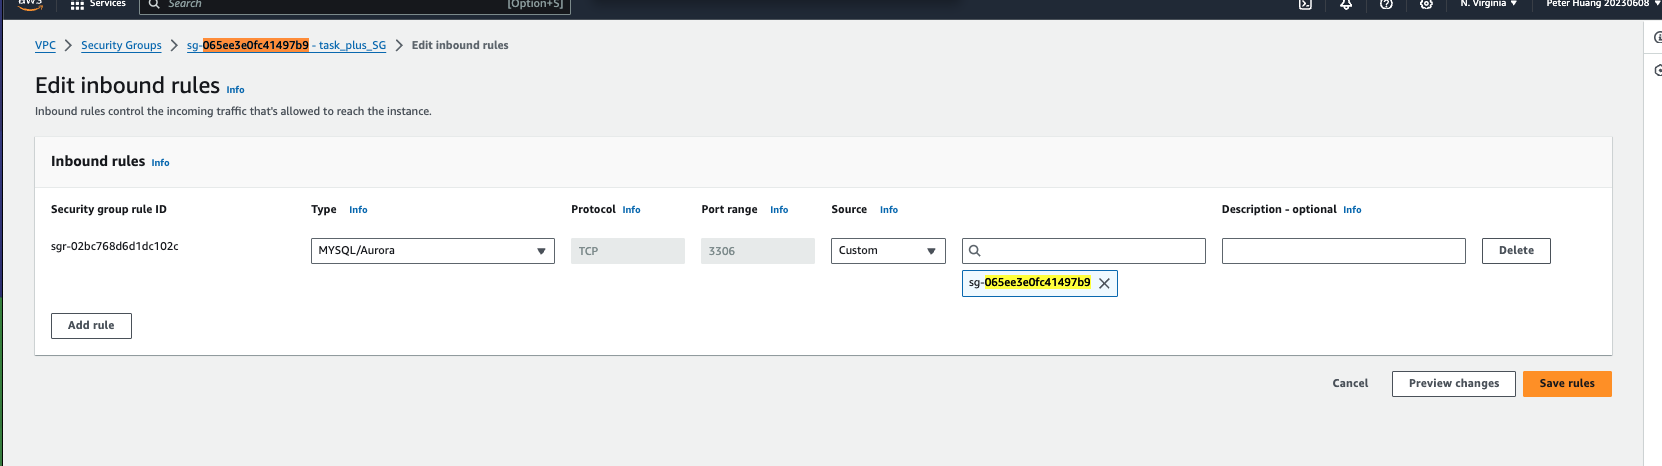 aws Services Search [Option+S] N. Virginia Peter Huang 20230608
VPC Security Groups sg-065ee3e0fc41497b9 - task_plus_SG Edit inbound rules
Edit inbound rules Info
Inbound rules control the incoming traffic that's allowed to reach the instance.
Inbound rules Info
Security group rule ID Type Info Protocol Info Port range Info Source Info Description - optional Info
sgr-02bc768d6d1dc102c MYSQL/Aurora TCP 3306 Custom Delete
sg-065ee3e0fc41497b9
Add rule
Cancel Preview changes Save rules